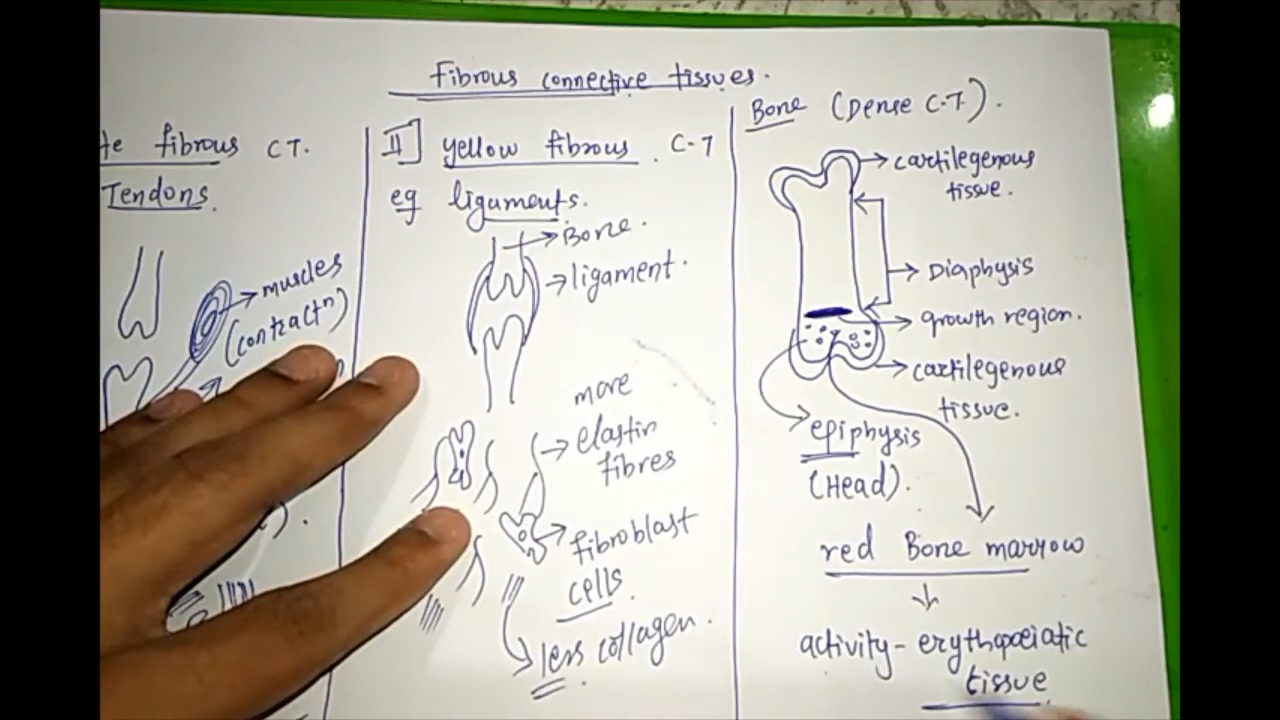 Fibrous connective tissues.
te fibrous CT.
Tendons.
muscles
(contractⁿ)
II] yellow fibrous C-T
eg ligaments.
Bone.
ligament.
more
elastin
fibres
fibroblast
cells
less collagen.
Bone (Dense C.T.).
cartilegenous
tissue.
Diaphysis
growth region.
cartilegenous
tissue.
epiphysis
(Head).
red Bone marrow
activity - erythopoeiatic
tissue